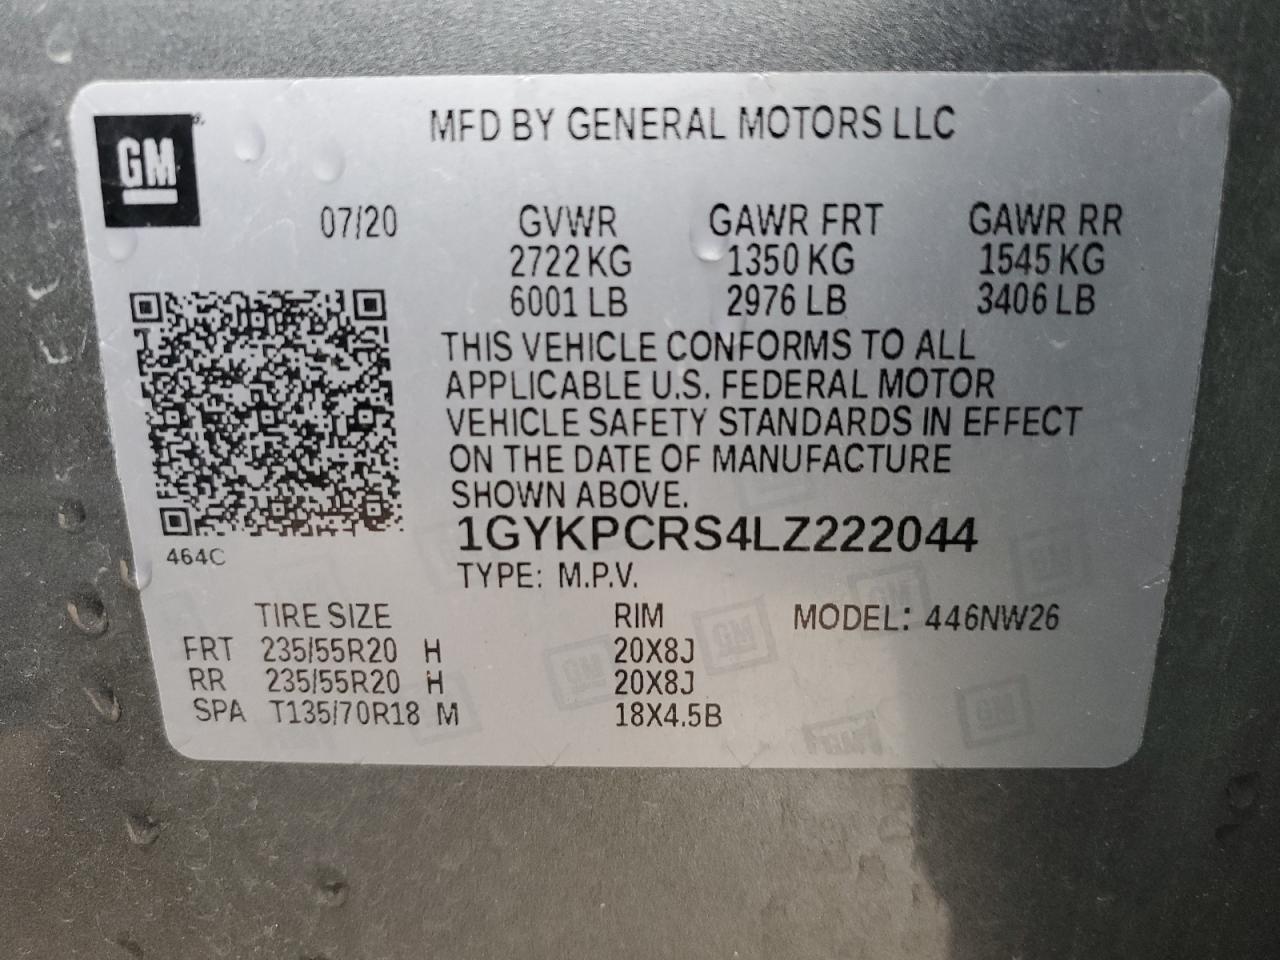 GM
MFD BY GENERAL MOTORS LLC
07/20 GVWR GAWR FRT GAWR RR
2722 KG 1350 KG 1545 KG
6001 LB 2976 LB 3406 LB
THIS VEHICLE CONFORMS TO ALL
APPLICABLE U.S. FEDERAL MOTOR
VEHICLE SAFETY STANDARDS IN EFFECT
ON THE DATE OF MANUFACTURE
SHOWN ABOVE.
1GYKPCRS4LZ222044
464C
TYPE: M.P.V.
TIRE SIZE RIM MODEL: 446NW26
FRT 235/55R20 H 20X8J
RR 235/55R20 H 20X8J
SPA T135/70R18 M 18X4.5B
GM
GM
GM